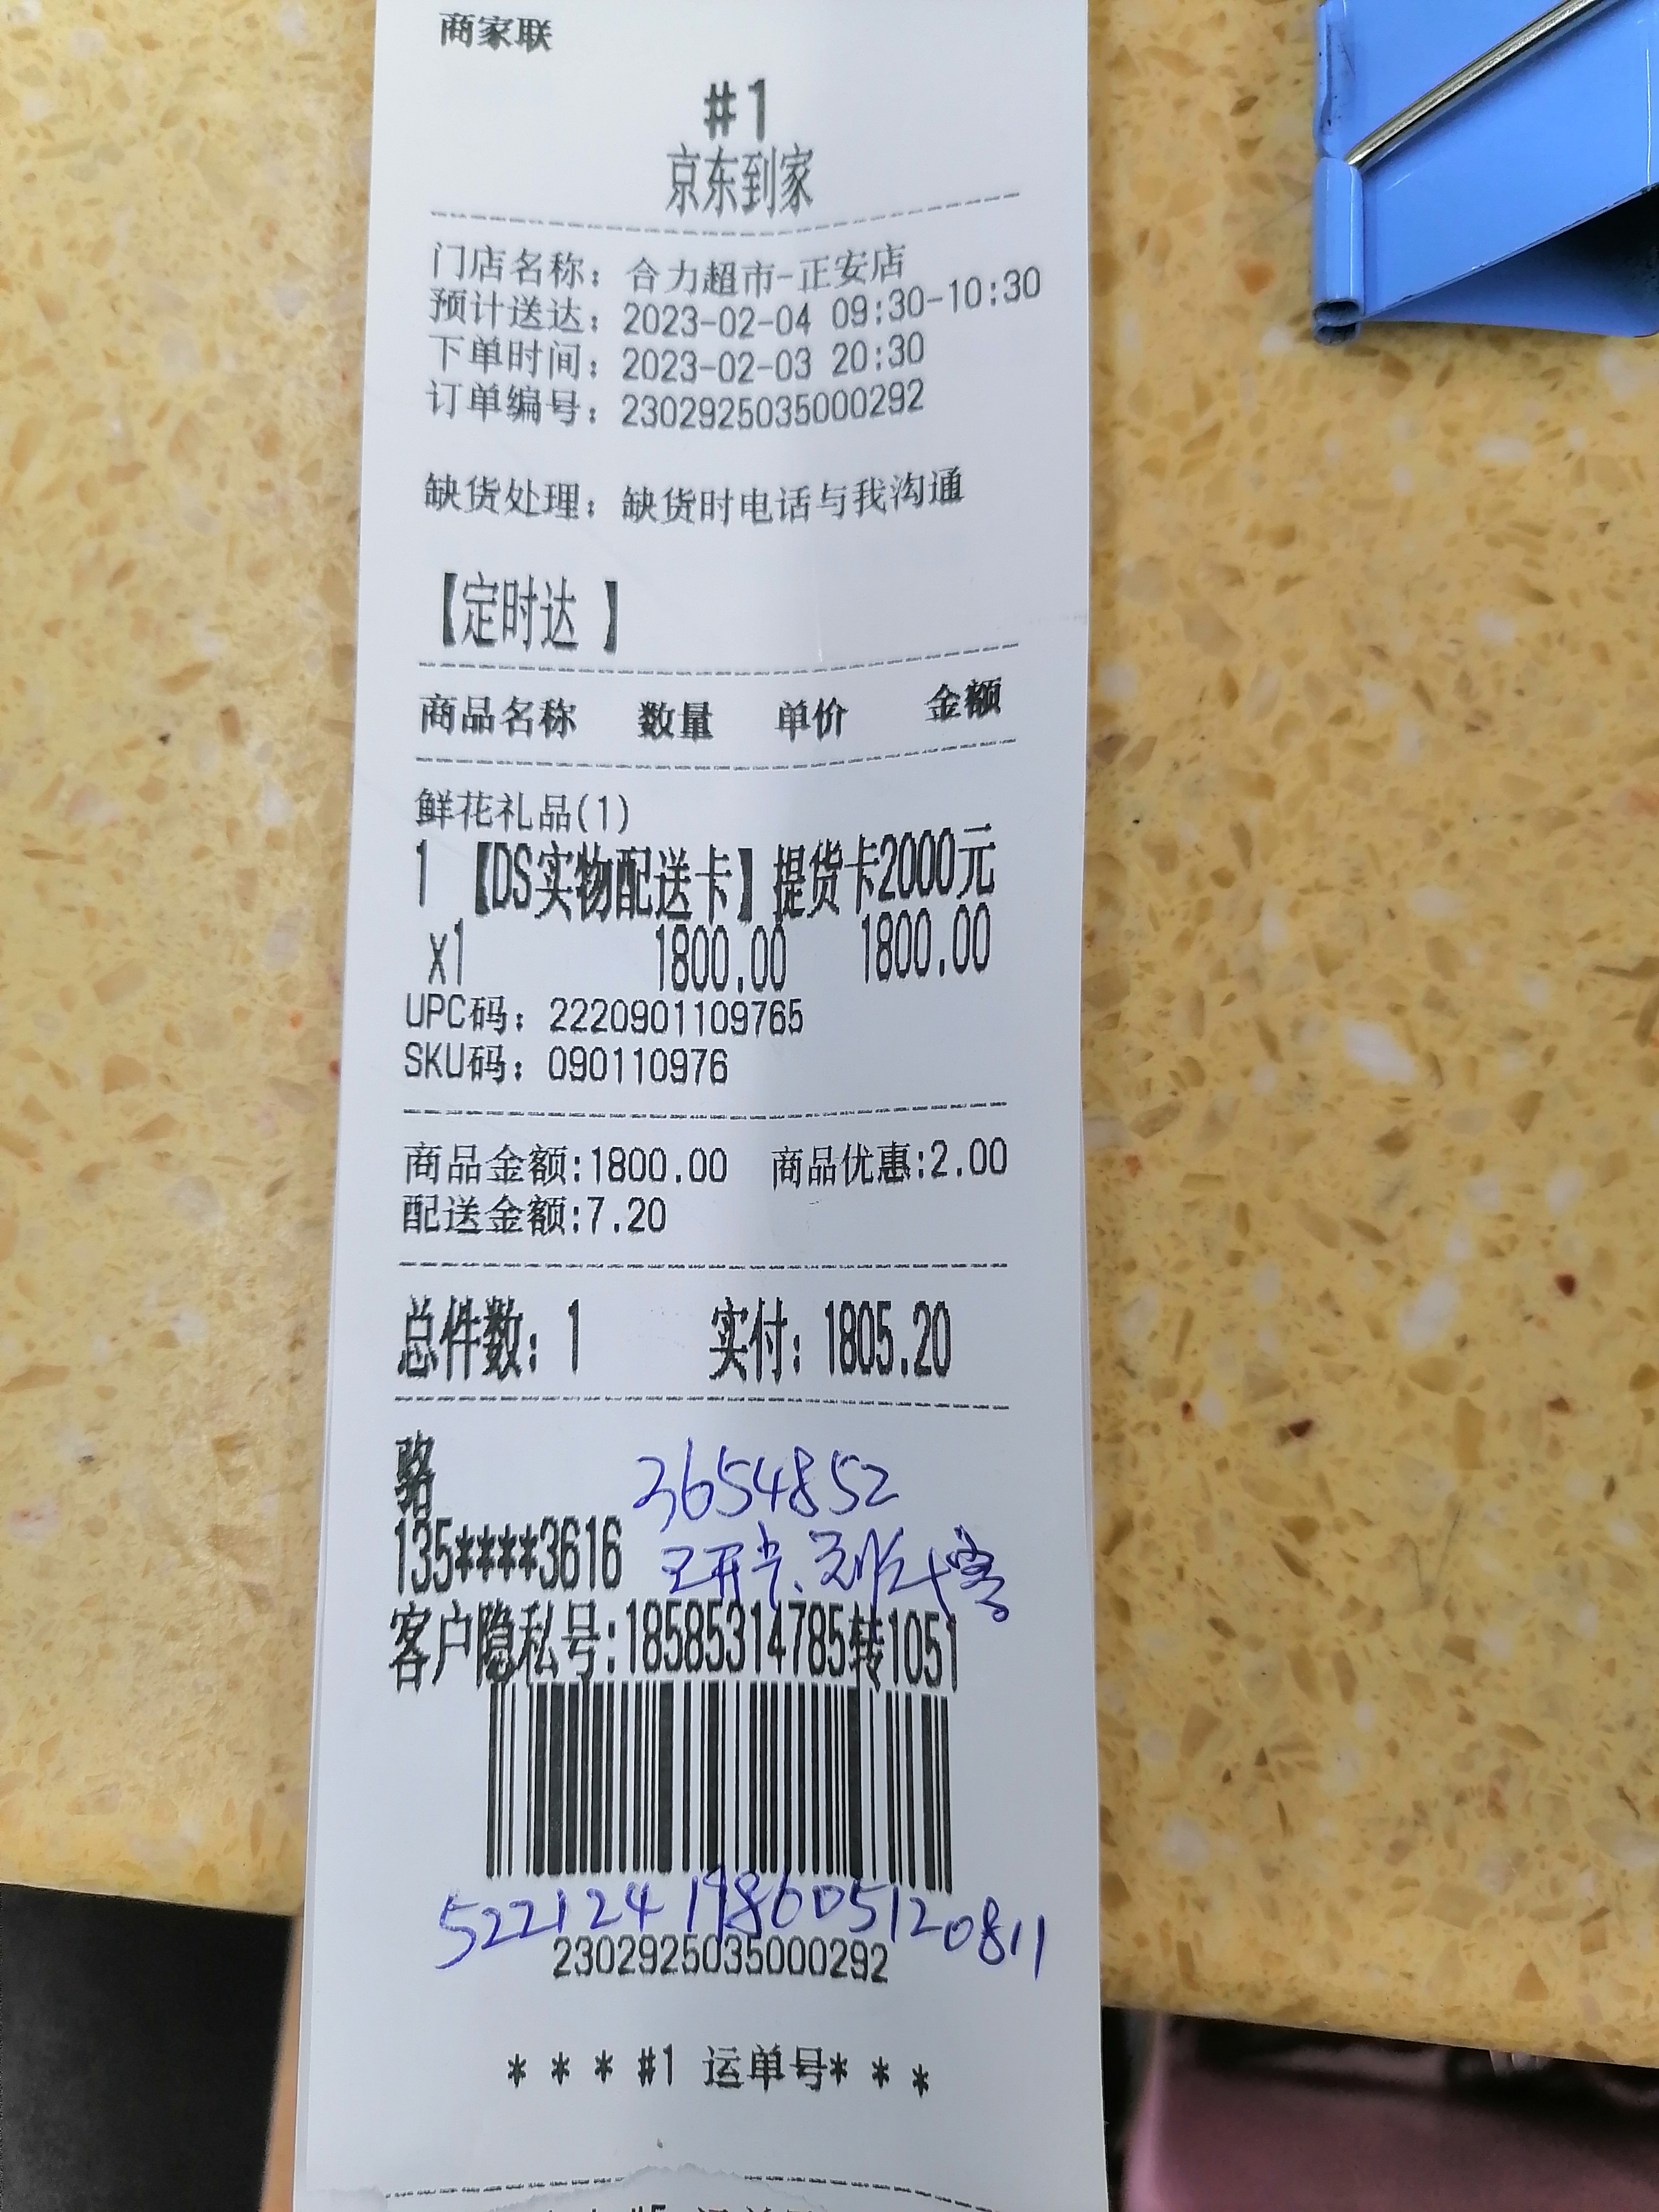 商家联
#1
京东到家
门店名称：合力超市-正安店
预计送达：2023-02-04 09:30-10:30
下单时间：2023-02-03 20:30
订单编号：2302925035000292
缺货处理：缺货时电话与我沟通
【定时达 】
商品名称 数量 单价 金额
鲜花礼品(1)
1 【DS实物配送卡】提货卡2000元
x1 1800.00 1800.00
UPC码：2220901109765
SKU码：090110976
商品金额:1800.00 商品优惠:2.00
配送金额:7.20
总件数：1 实付：1805.20
骆
3654852
135****3616
客户隐私号:18585314785转1051
522124198605120811
2302925035000292
* * * #1 运单号* * *